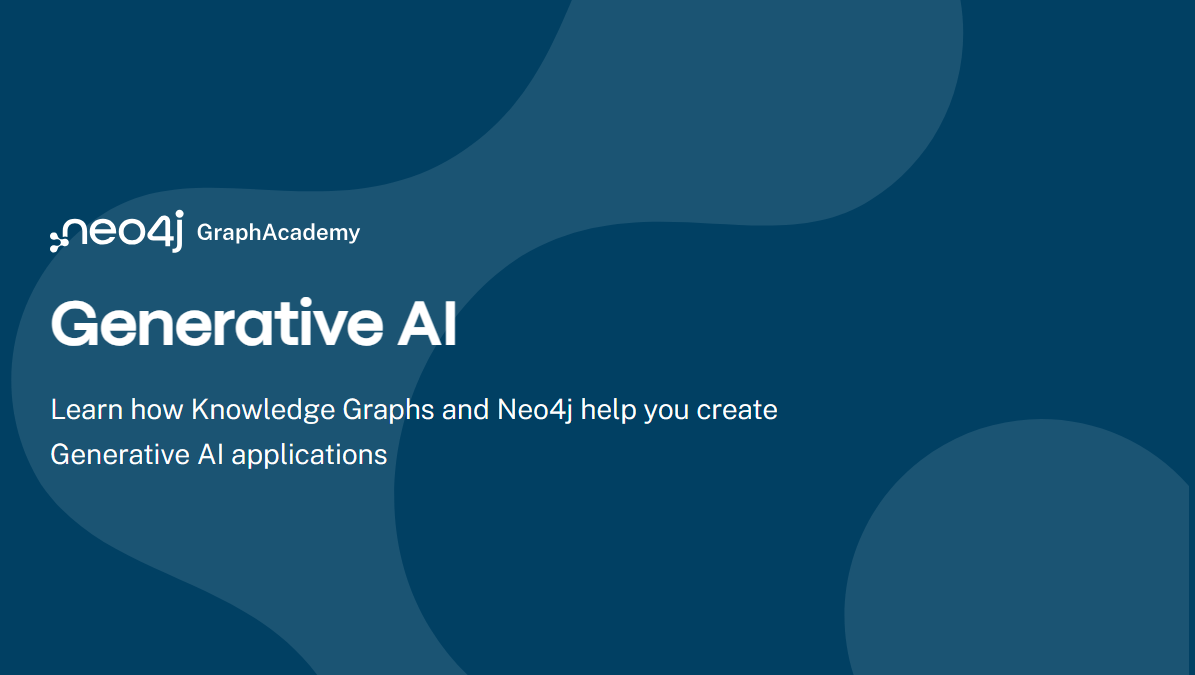 neo4j GraphAcademy
Generative AI
Learn how Knowledge Graphs and Neo4j help you create
Generative AI applications